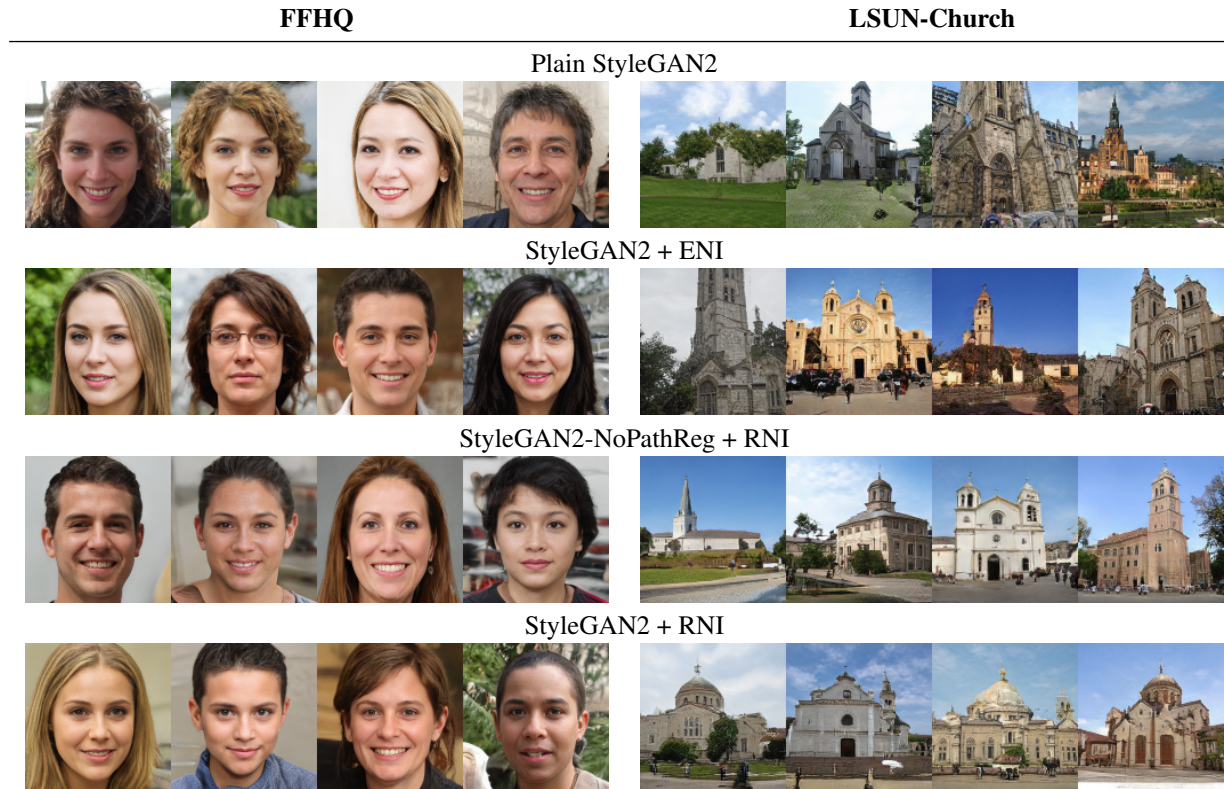 FFHQ LSUN-Church
Plain StyleGAN2
StyleGAN2 + ENI
StyleGAN2-NoPathReg + RNI
StyleGAN2 + RNI